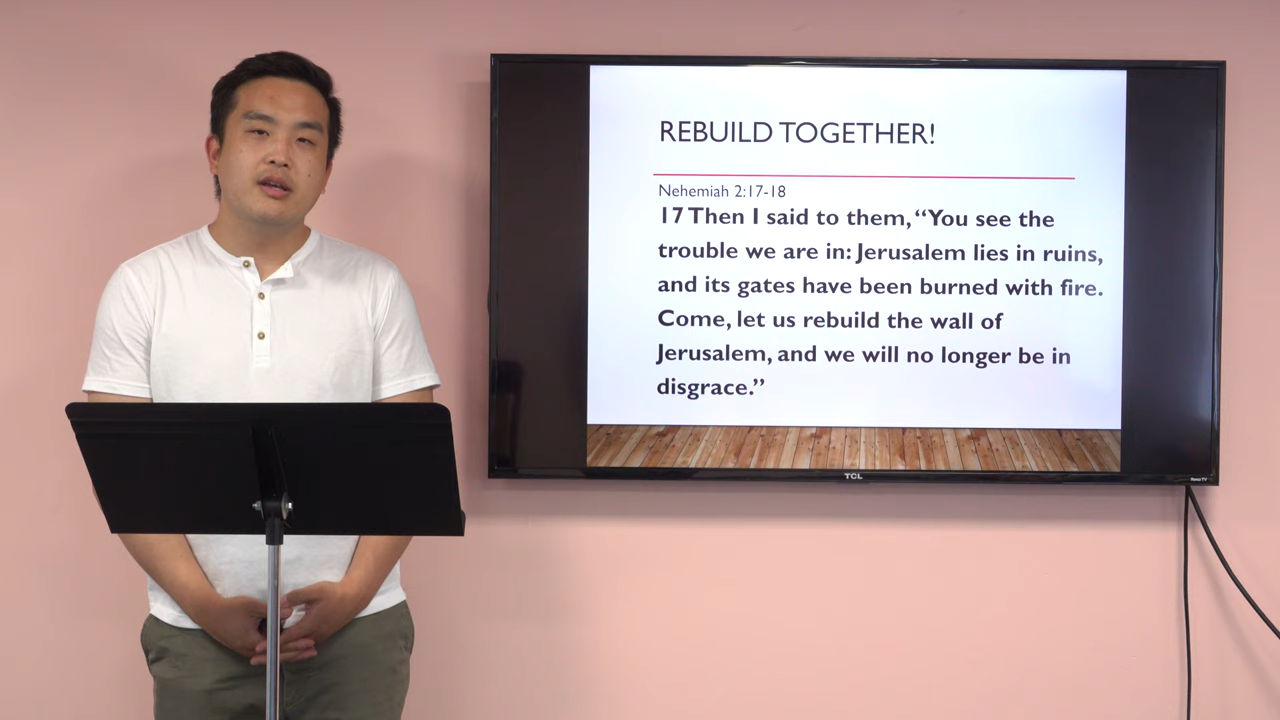 REBUILD TOGETHER!
Nehemiah 2:17-18
17 Then I said to them, “You see the
trouble we are in: Jerusalem lies in ruins,
and its gates have been burned with fire.
Come, let us rebuild the wall of
Jerusalem, and we will no longer be in
disgrace.”
TCL
Roku TV